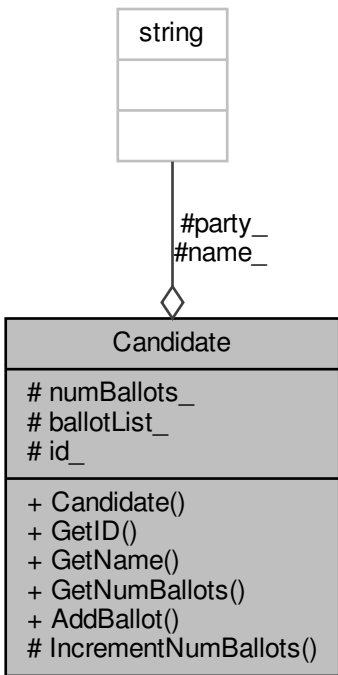 string
#party_
#name_
Candidate
# numBallots_
# ballotList_
# id_
+ Candidate()
+ GetID()
+ GetName()
+ GetNumBallots()
+ AddBallot()
# IncrementNumBallots()